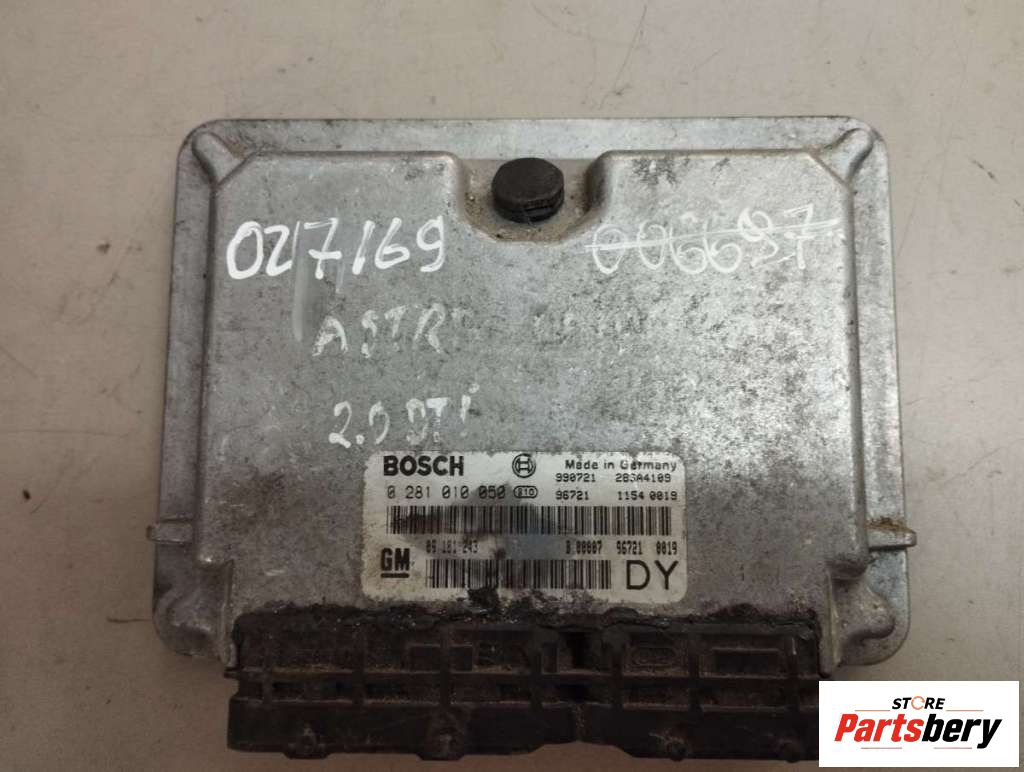 027169 006697
ASTR
2.0 DTI
BOSCH Made in Germany
990721 28SA4109
0 281 010 050 810 96721 1154 0019
GM 09 181 243 B 00007 96721 0019
DY
STORE
Partsbery